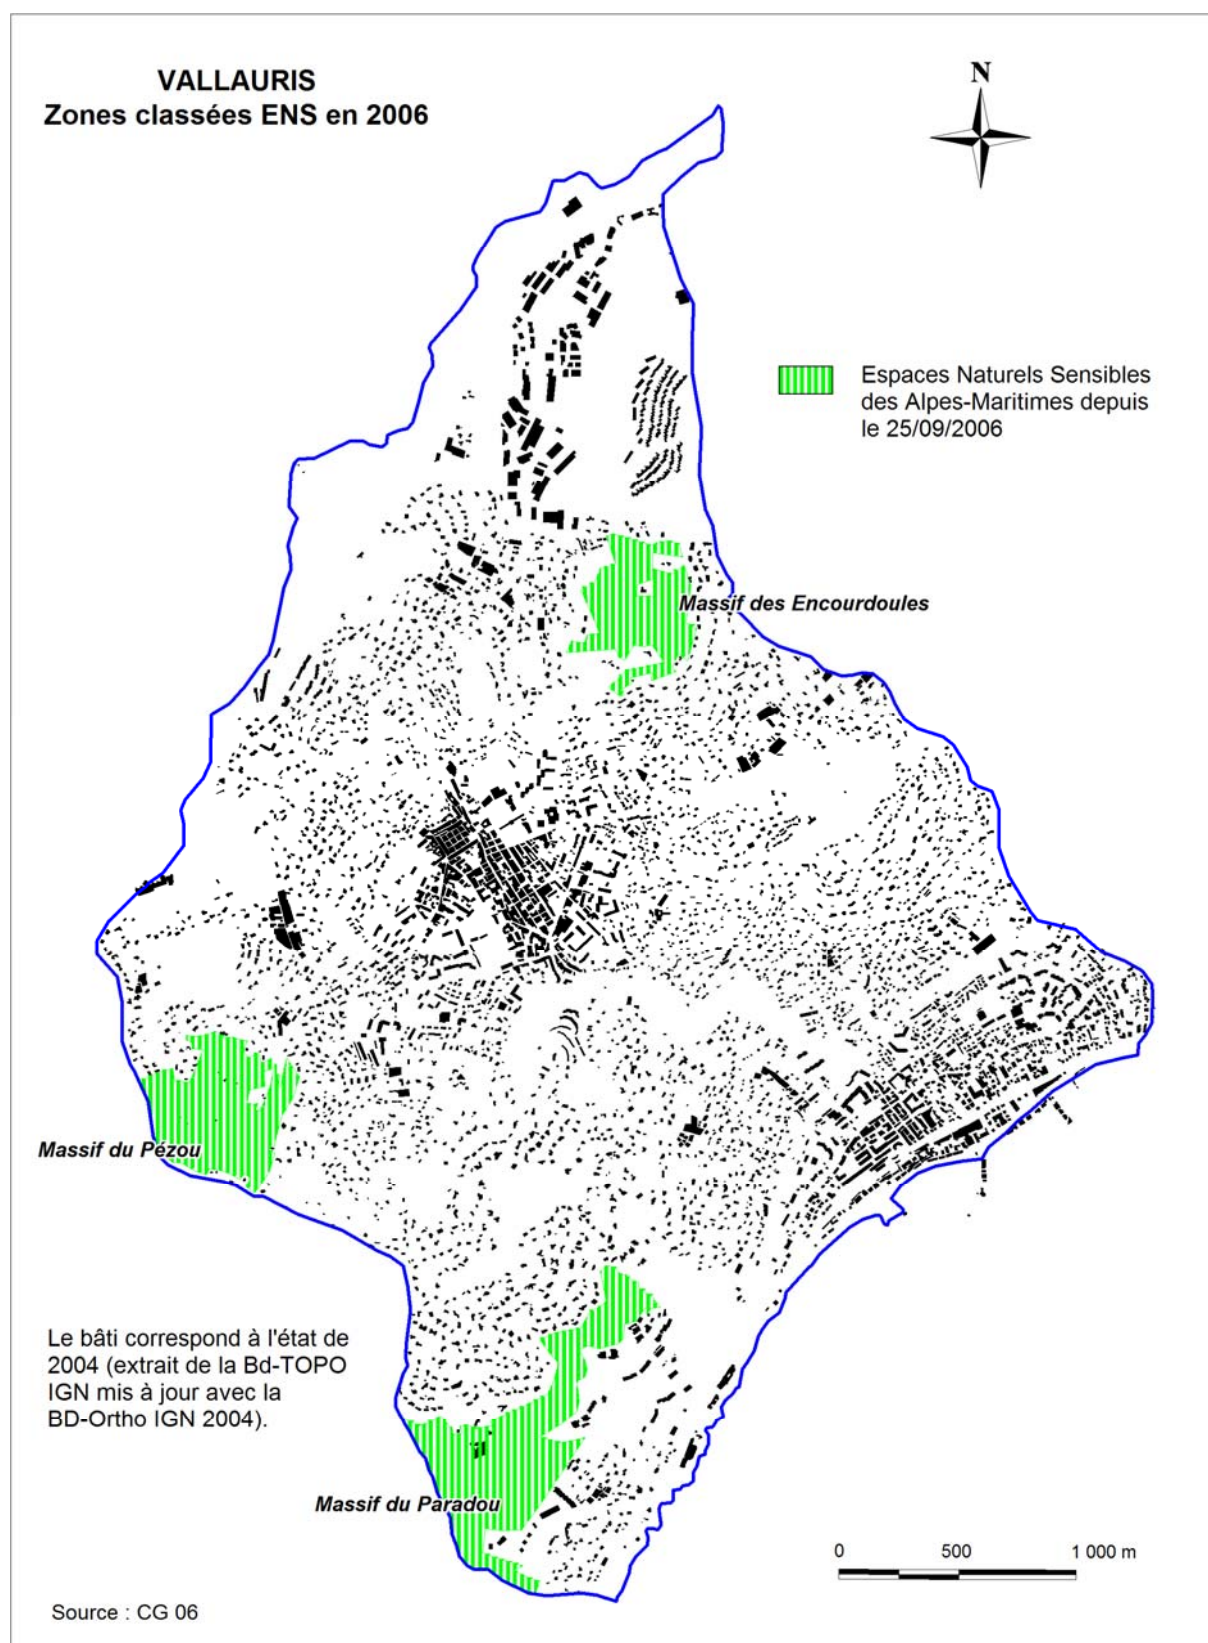 VALLAURIS
Zones classées ENS en 2006
N
Espaces Naturels Sensibles
des Alpes-Maritimes depuis
le 25/09/2006
Massif des Encourdoules
Massif du Pézou
Le bâti correspond à l'état de
2004 (extrait de la Bd-TOPO
IGN mis à jour avec la
BD-Ortho IGN 2004).
Massif du Paradou
0 500 1 000 m
Source : CG 06